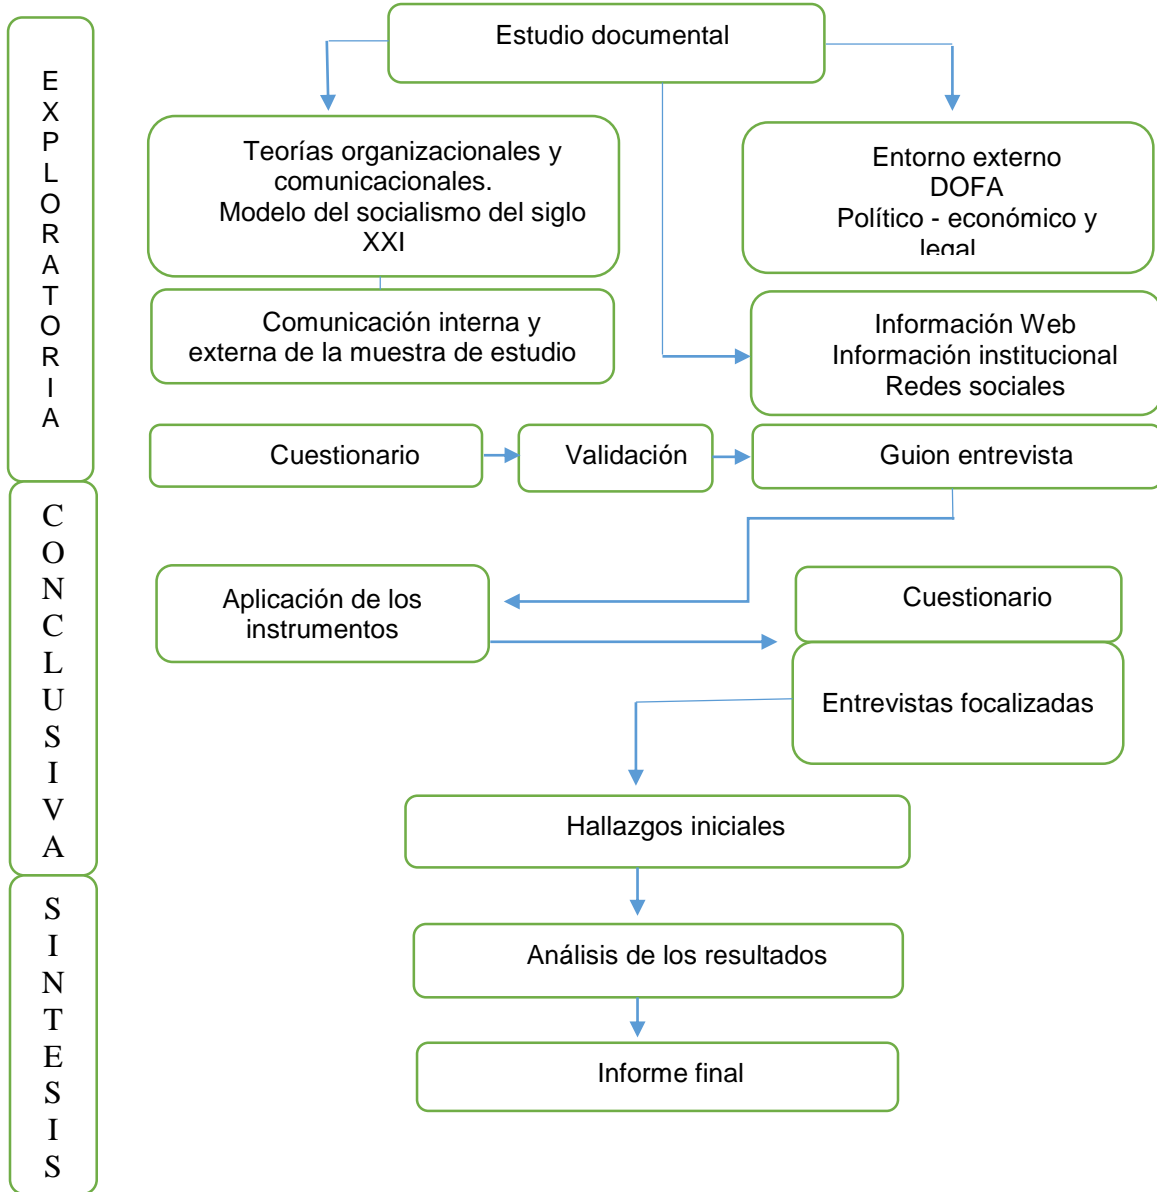 EXPLORATORIA
Estudio documental
Teorías organizacionales y
comunicacionales.
Modelo del socialismo del siglo
XXI
Entorno externo
DOFA
Político - económico y
legal
Comunicación interna y
externa de la muestra de estudio
Información Web
Información institucional
Redes sociales
Cuestionario
Validación
Guion entrevista
CONCLUSIVA
Aplicación de los
instrumentos
Cuestionario
Entrevistas focalizadas
Hallazgos iniciales
SINTESIS
Análisis de los resultados
Informe final